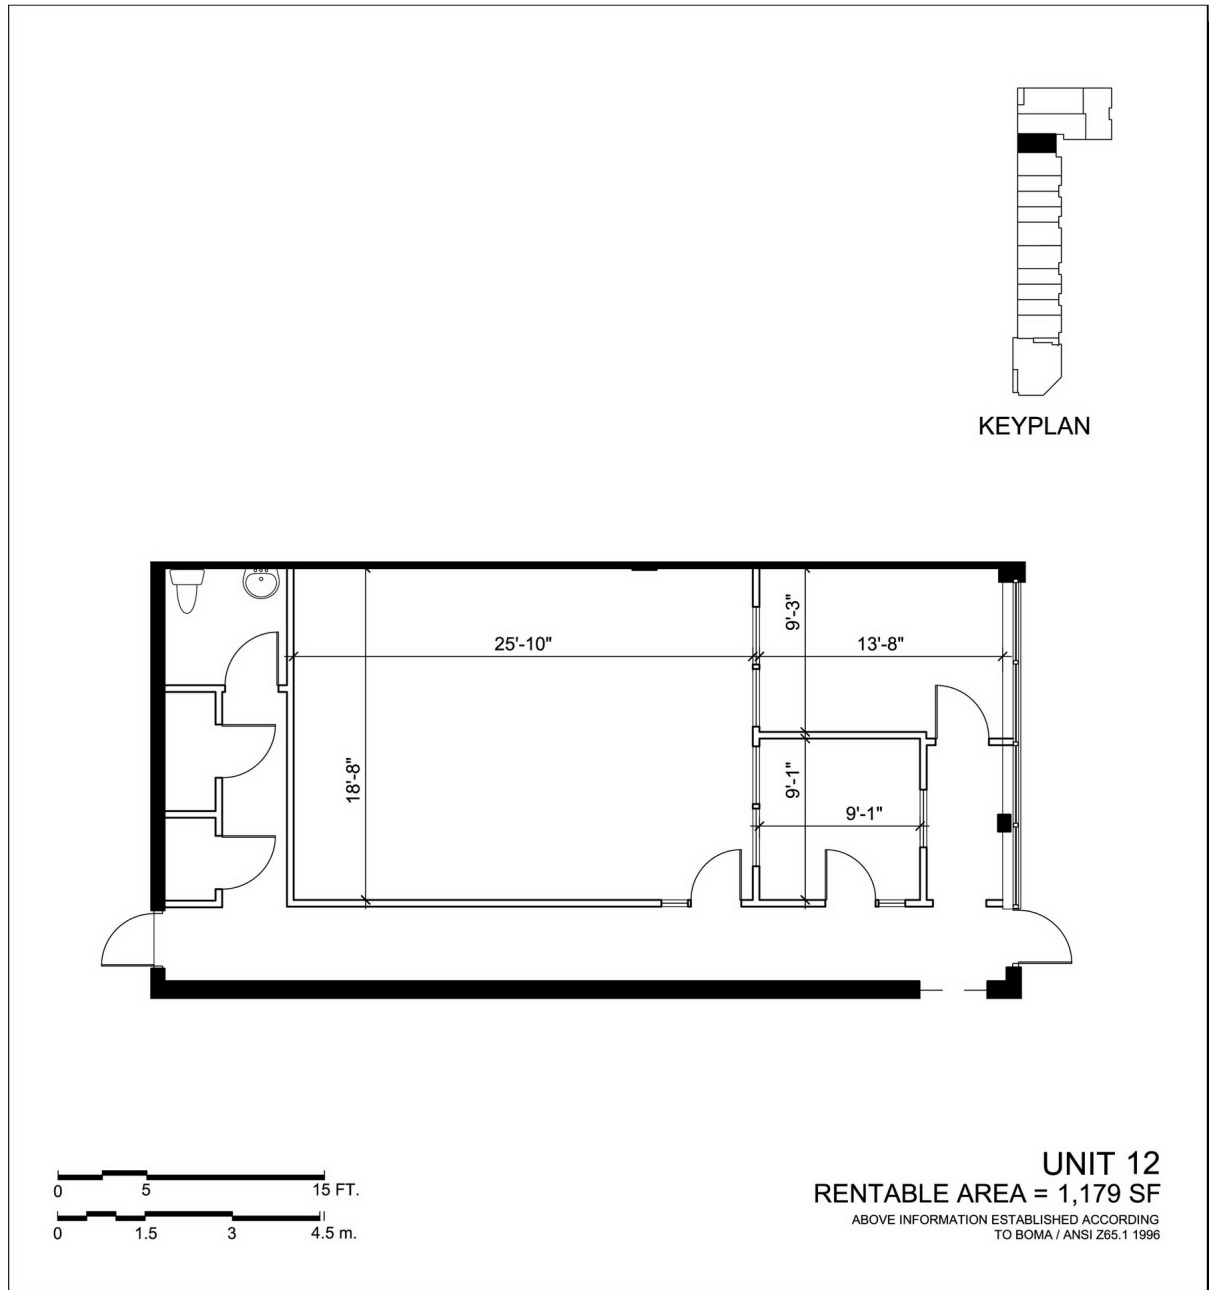 KEYPLAN
9'-3"
25'-10"
13'-8"
18'-8"
9'-1"
9'-1"
UNIT 12
RENTABLE AREA = 1,179 SF
ABOVE INFORMATION ESTABLISHED ACCORDING
TO BOMA / ANSI Z65.1 1996
0 5 15 FT.
0 1.5 3 4.5 m.